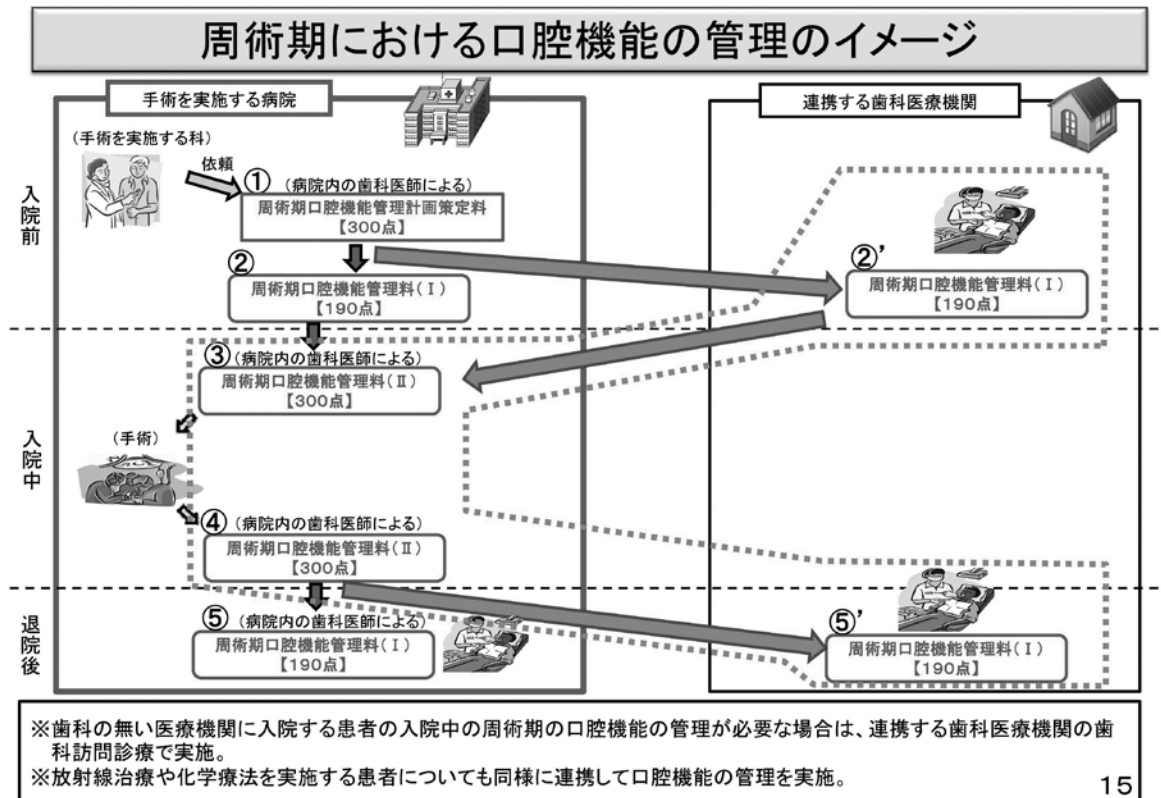 周術期における口腔機能の管理のイメージ
手術を実施する病院
連携する歯科医療機関
(手術を実施する科)
依頼
入院前
① (病院内の歯科医師による)
周術期口腔機能管理計画策定料
【300点】
②
周術期口腔機能管理料(Ⅰ)
【190点】
②’
周術期口腔機能管理料(Ⅰ)
【190点】
入院中
③ (病院内の歯科医師による)
周術期口腔機能管理料(Ⅱ)
【300点】
(手術)
④ (病院内の歯科医師による)
周術期口腔機能管理料(Ⅱ)
【300点】
退院後
⑤ (病院内の歯科医師による)
周術期口腔機能管理料(Ⅰ)
【190点】
⑤’
周術期口腔機能管理料(Ⅰ)
【190点】
※歯科の無い医療機関に入院する患者の入院中の周術期の口腔機能の管理が必要な場合は、連携する歯科医療機関の歯
科訪問診療で実施。
※放射線治療や化学療法を実施する患者についても同様に連携して口腔機能の管理を実施。
15